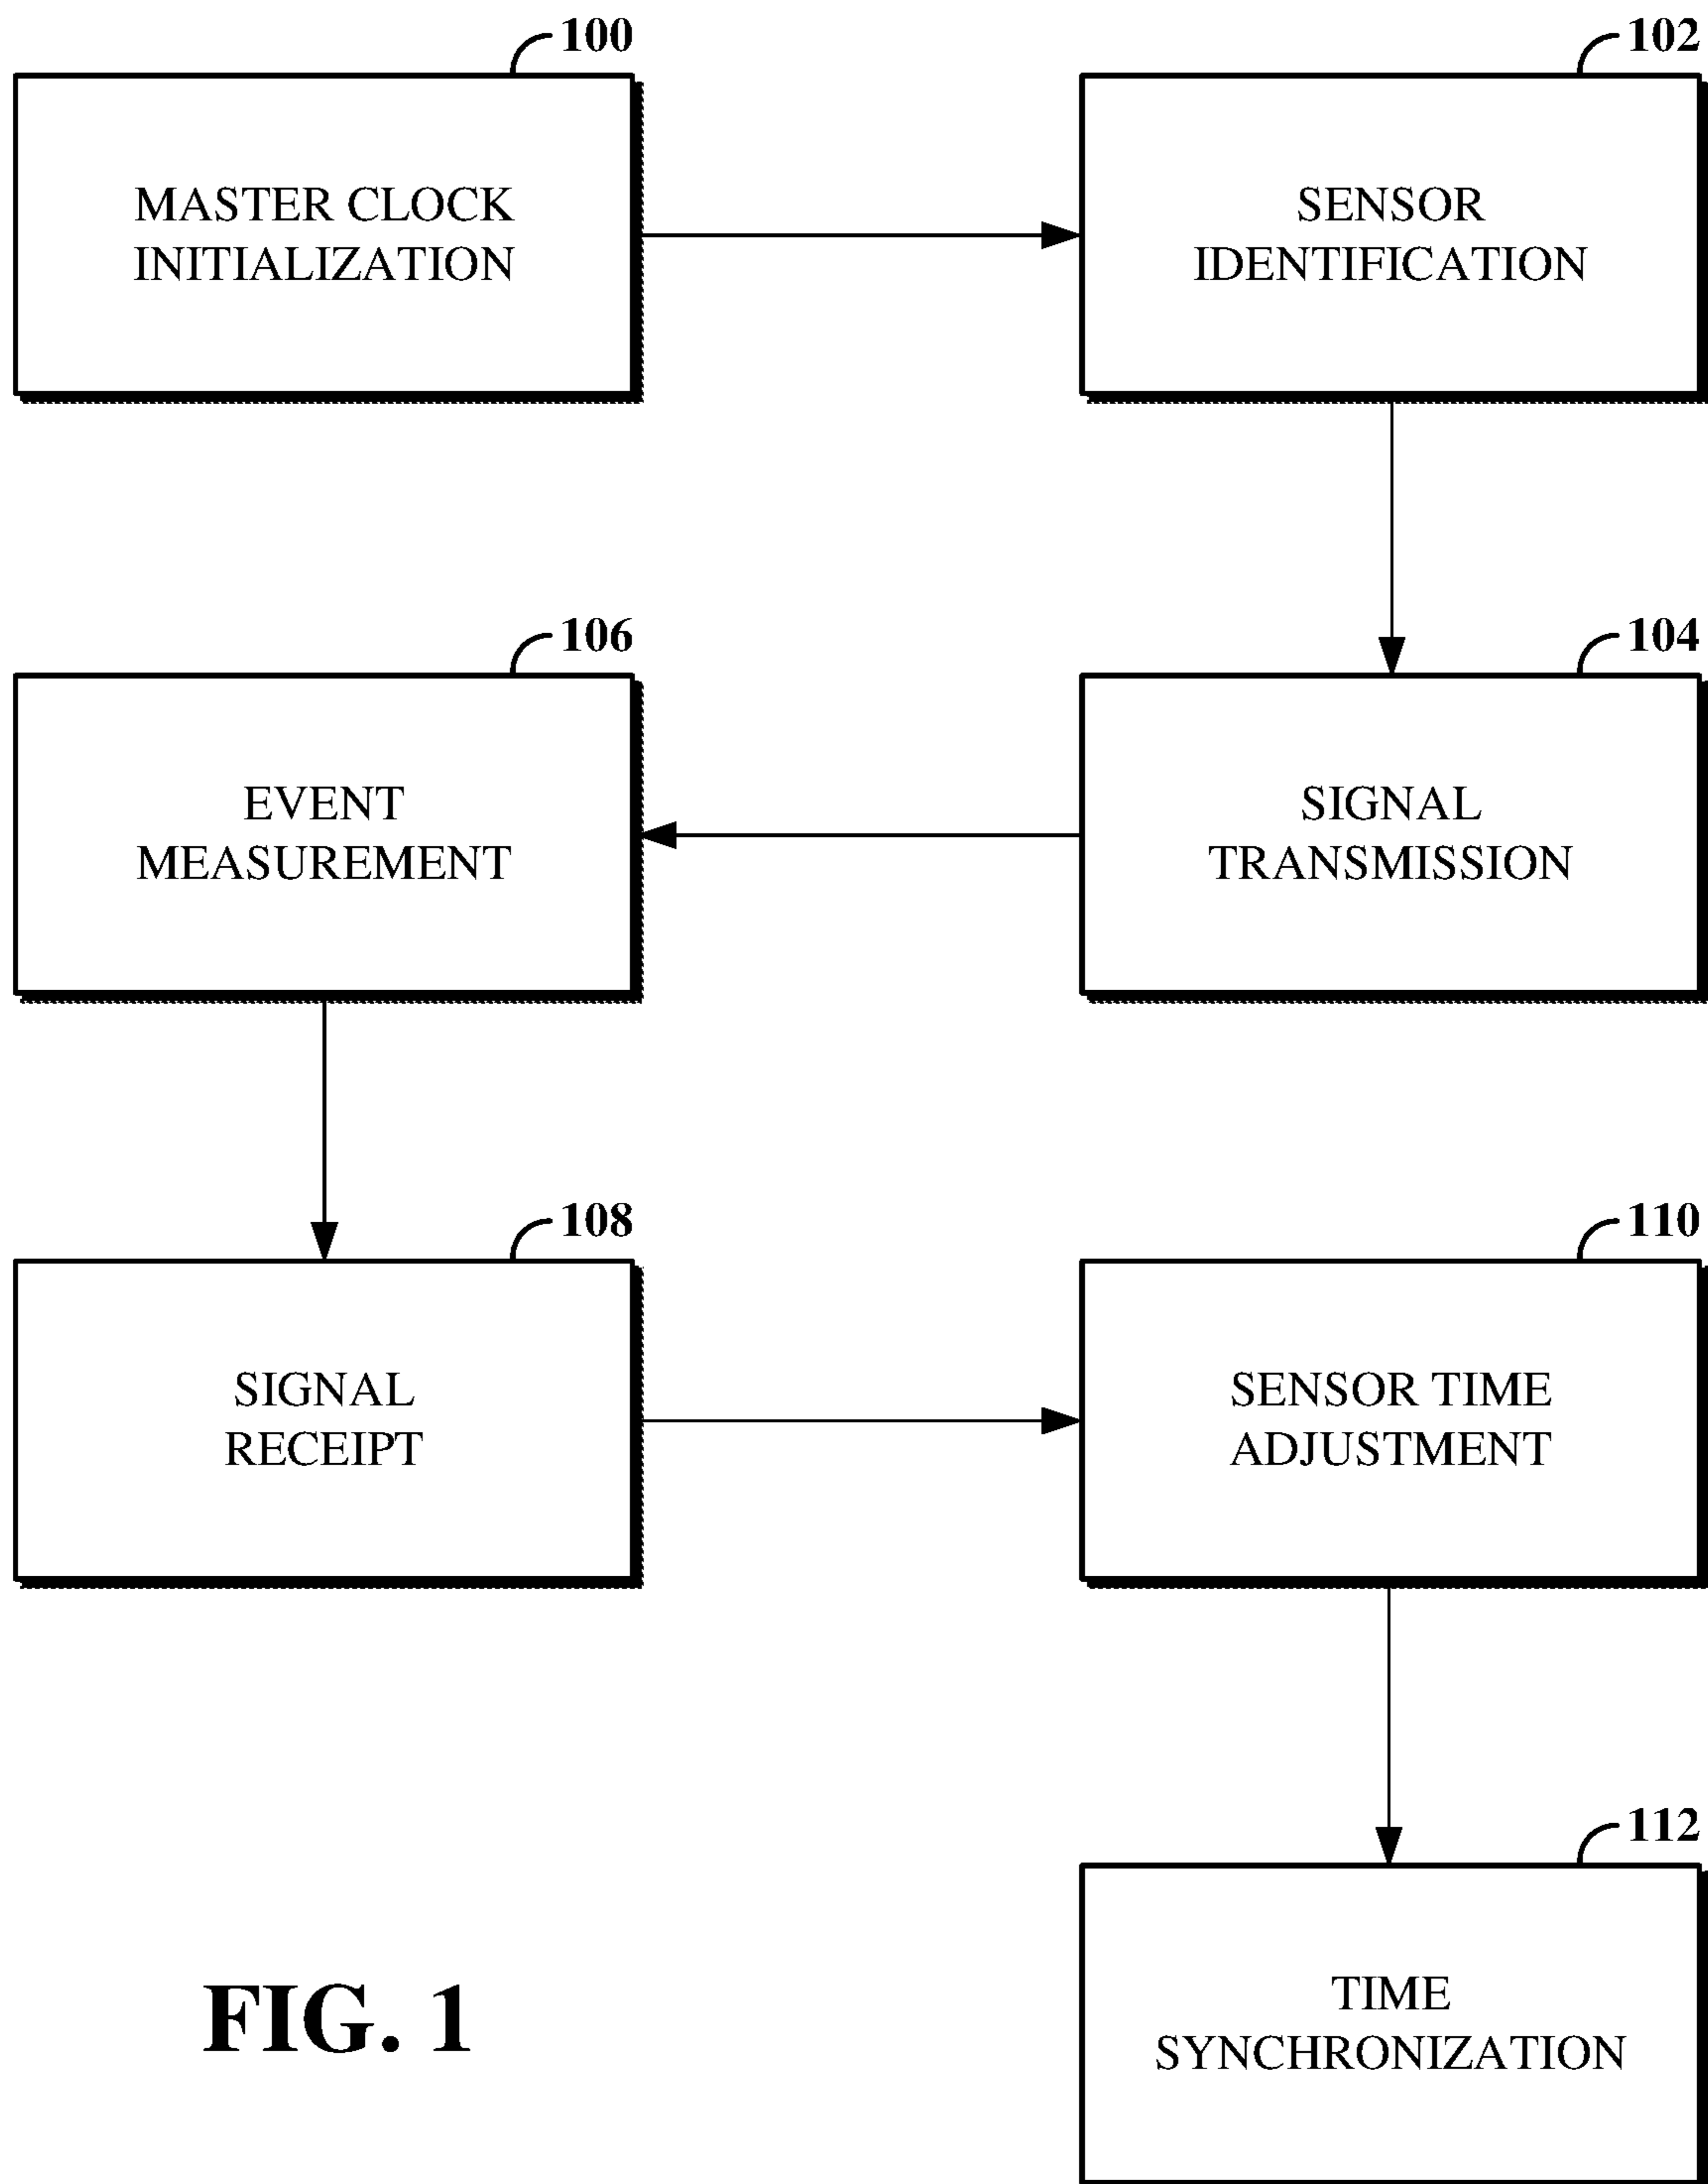 100
MASTER CLOCK
INITIALIZATION
102
SENSOR
IDENTIFICATION
104
SIGNAL
TRANSMISSION
106
EVENT
MEASUREMENT
108
SIGNAL
RECEIPT
110
SENSOR TIME
ADJUSTMENT
112
TIME
SYNCHRONIZATION
FIG. 1